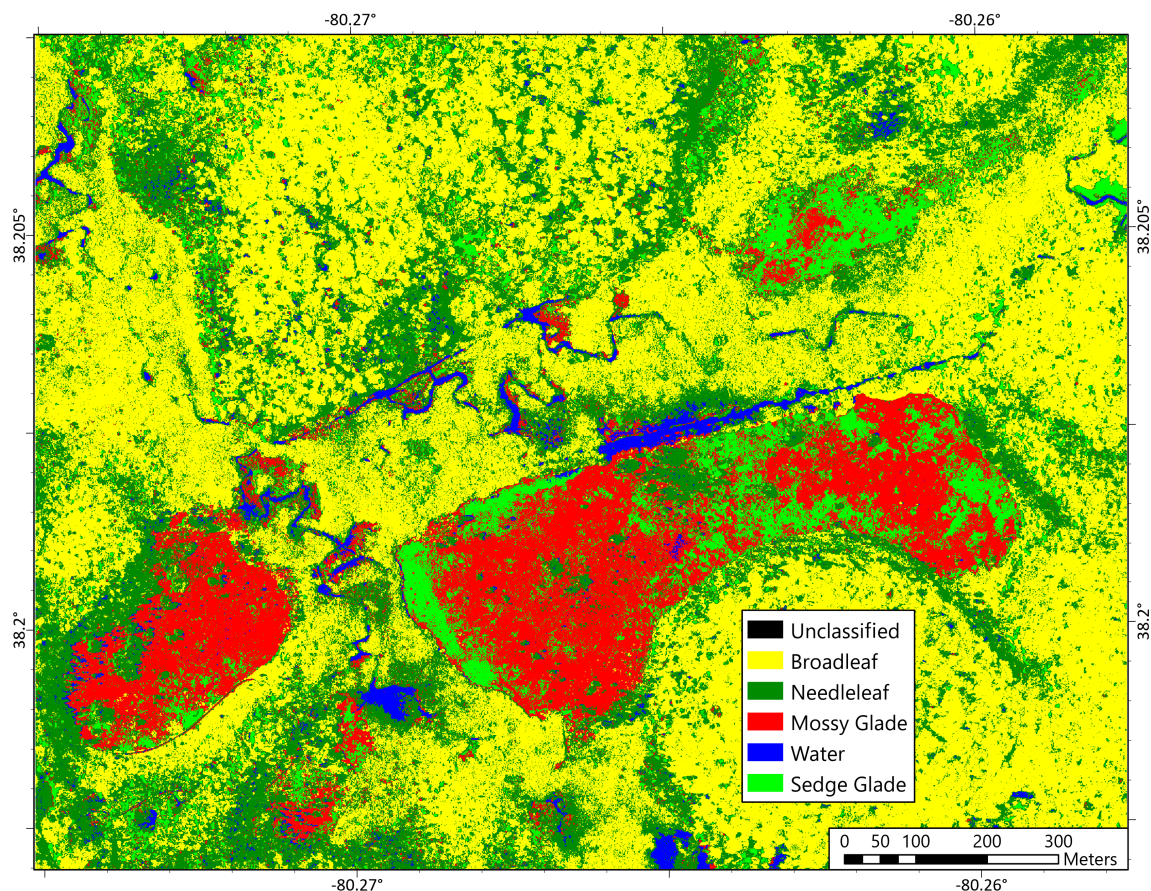 -80.27° -80.26°
38.205° 38.205°
38.2° 38.2°
Unclassified
Broadleaf
Needleleaf
Mossy Glade
Water
Sedge Glade
0 50 100 200 300
Meters
-80.27° -80.26°